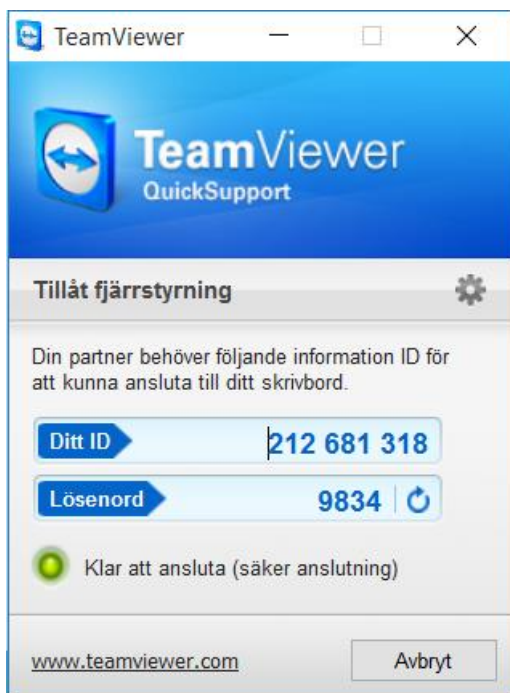 TeamViewer
TeamViewer
QuickSupport
Tillåt fjärrstyrning
Din partner behöver följande information ID för
att kunna ansluta till ditt skrivbord.
Ditt ID 212 681 318
Lösenord 9834
Klar att ansluta (säker anslutning)
www.teamviewer.com Avbryt